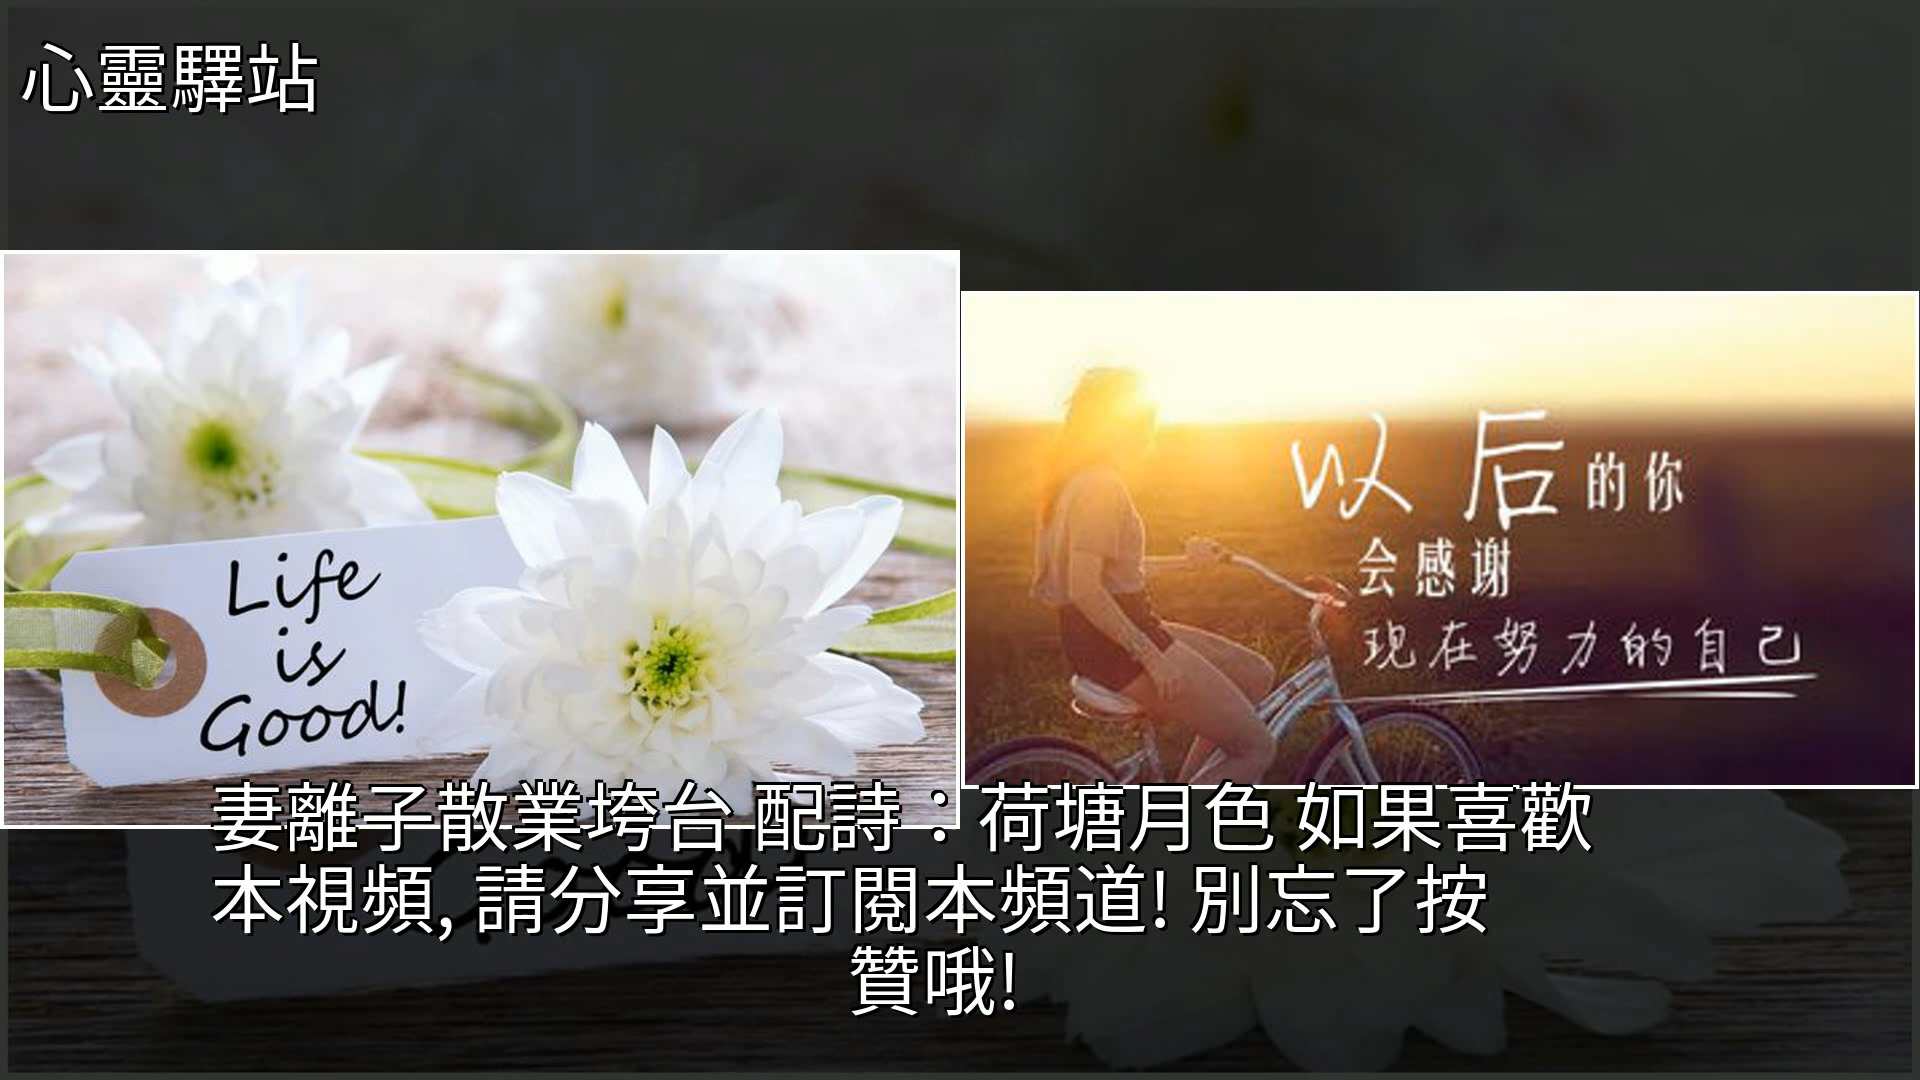 心靈驛站
Life
is
Good!
以后的你
会感谢
现在努力的自己
妻離子散業垮台 配詩：荷塘月色 如果喜歡
本視頻, 請分享並訂閱本頻道! 別忘了按
贊哦!